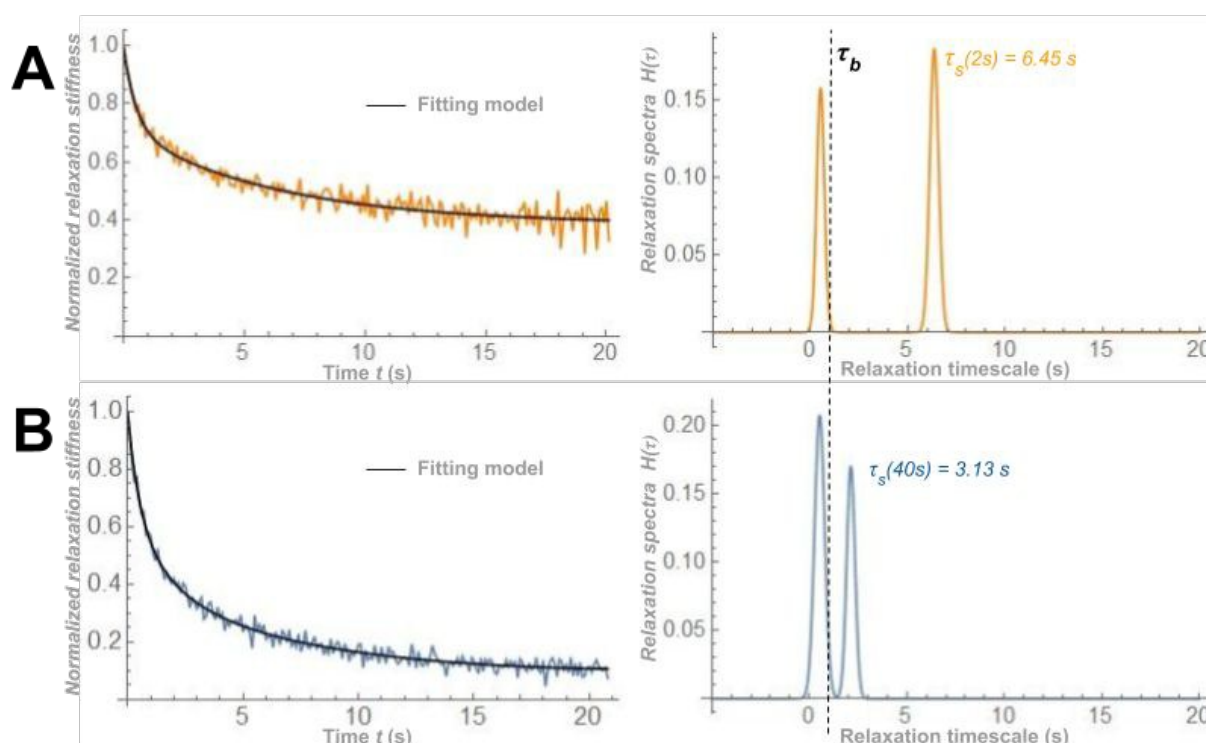 A
Normalized relaxation stiffness
1.0
0.8
0.6
0.4
0.2
Fitting model
5
10
15
20
Time t (s)
Relaxation spectra H(τ)
0.15
0.10
0.05
τb
τs(2s) = 6.45 s
0
5
10
15
20
Relaxation timescale (s)
B
Normalized relaxation stiffness
1.0
0.8
0.6
0.4
0.2
Fitting model
5
10
15
20
Time t (s)
Relaxation spectra H(τ)
0.20
0.15
0.10
0.05
τs(40s) = 3.13 s
0
5
10
15
20
Relaxation timescale (s)